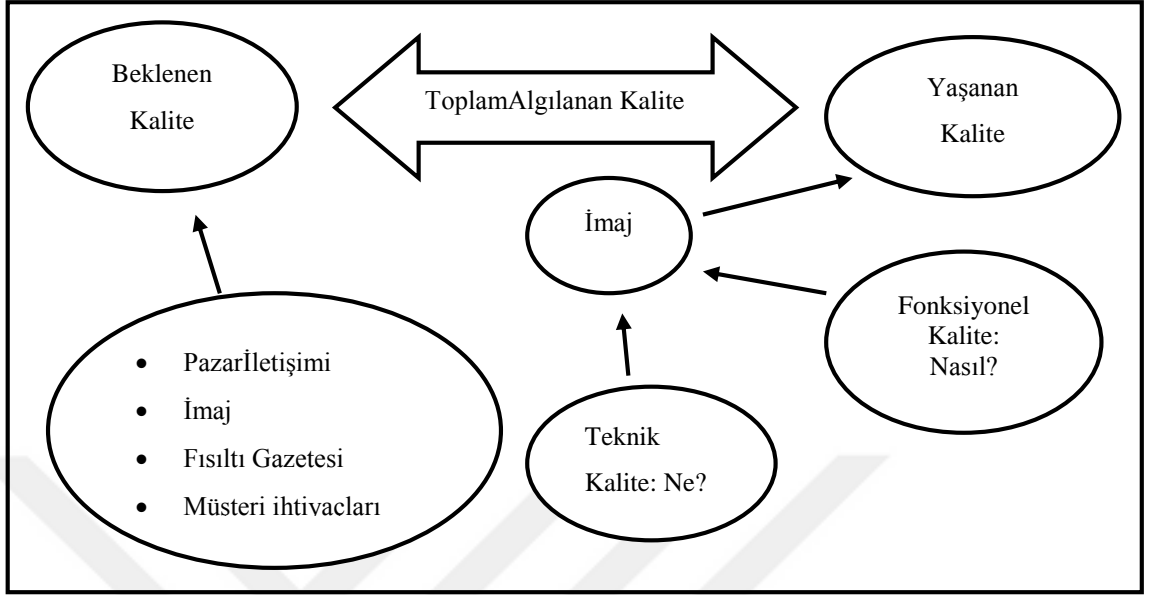 Beklenen
Kalite
ToplamAlgılanan Kalite
Yaşanan
Kalite
İmaj
Fonksiyonel
Kalite:
Nasıl?
• Pazarİletişimi
• İmaj
• Fısıltı Gazetesi
• Müsteri ihtivacları
Teknik
Kalite: Ne?